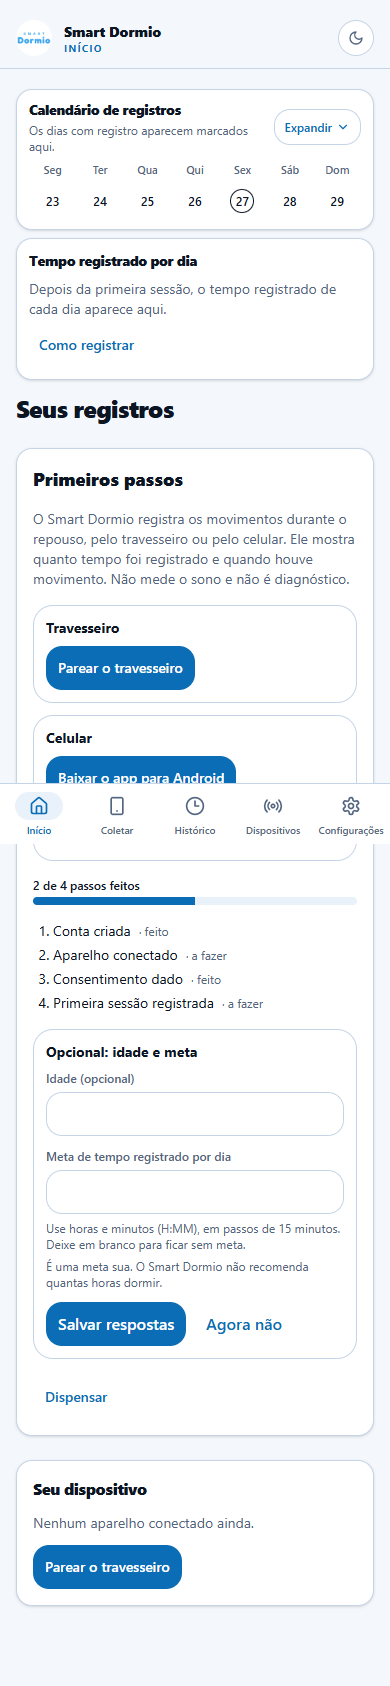 SMART
Dormio
Smart Dormio
INÍCIO
Calendário de registros
Os dias com registro aparecem marcados
aqui.
Expandir
Seg Ter Qua Qui Sex Sáb Dom
23 24 25 26 27 28 29
Tempo registrado por dia
Depois da primeira sessão, o tempo registrado de
cada dia aparece aqui.
Como registrar
Seus registros
Primeiros passos
O Smart Dormio registra os movimentos durante o
repouso, pelo travesseiro ou pelo celular. Ele mostra
quanto tempo foi registrado e quando houve
movimento. Não mede o sono e não é diagnóstico.
Travesseiro
Parear o travesseiro
Celular
Baixar o app para Android
Início Coletar Histórico Dispositivos Configurações
2 de 4 passos feitos
1. Conta criada · feito
2. Aparelho conectado · a fazer
3. Consentimento dado · feito
4. Primeira sessão registrada · a fazer
Opcional: idade e meta
Idade (opcional)
Meta de tempo registrado por dia
Use horas e minutos (H:MM), em passos de 15 minutos.
Deixe em branco para ficar sem meta.
É uma meta sua. O Smart Dormio não recomenda
quantas horas dormir.
Salvar respostas Agora não
Dispensar
Seu dispositivo
Nenhum aparelho conectado ainda.
Parear o travesseiro